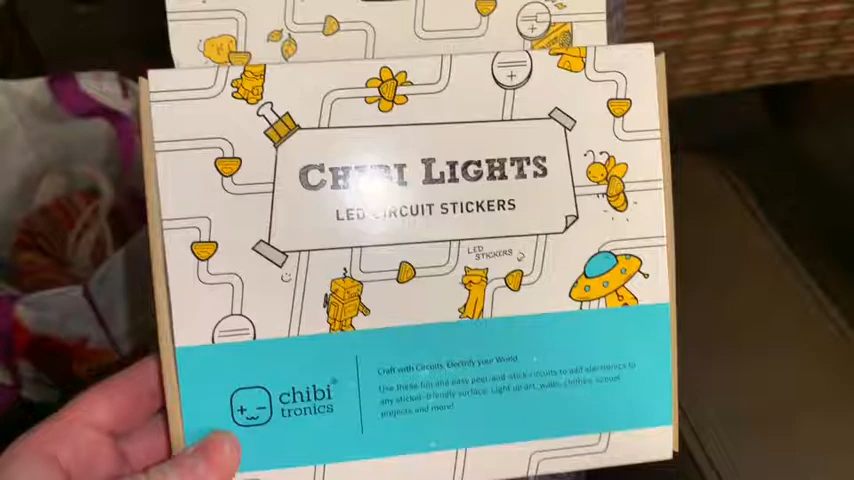 CHIBI LIGHTS
LED CIRCUIT STICKERS
LED
STICKERS
chibi
tronics
Craft with Circuits, Electrify your World.
Use these fun and easy peel-and-stick circuits to add electronics to
any sticker-friendly surface. Light up art, walls, clothes, school
projects and more!